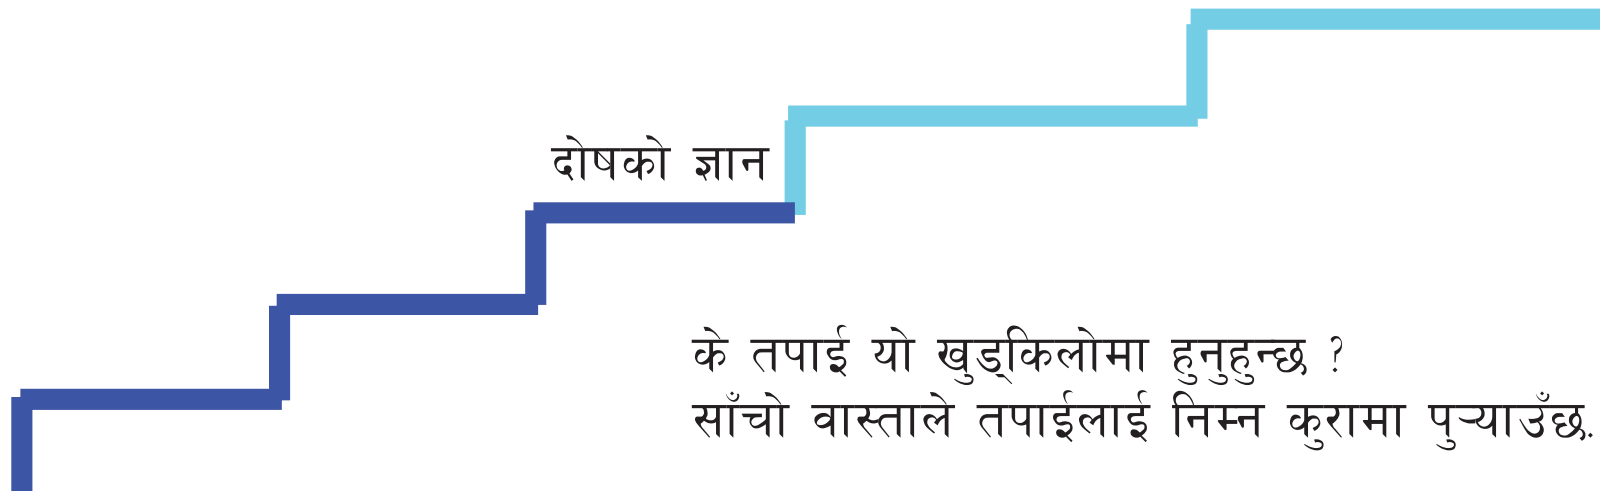 दोषको ज्ञान
के तपाई यो खुड्किलोमा हुनुहुन्छ ?
साँचो वास्ताले तपाईलाई निम्न कुरामा पुऱ्याउँछ.